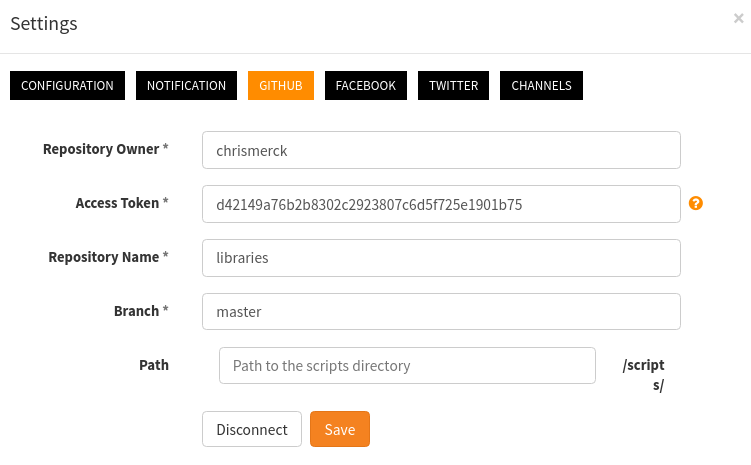 Settings
×
CONFIGURATION NOTIFICATION GITHUB FACEBOOK TWITTER CHANNELS
Repository Owner * chrismerck
Access Token * d42149a76b2b8302c2923807c6d5f725e1901b75 ?
Repository Name * libraries
Branch * master
Path Path to the scripts directory /script
s/
Disconnect Save